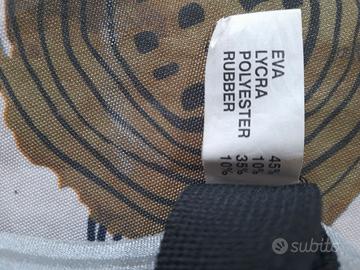 EVA 45%
LYCRA 10%
POLYESTER 35%
RUBBER 10%
subito